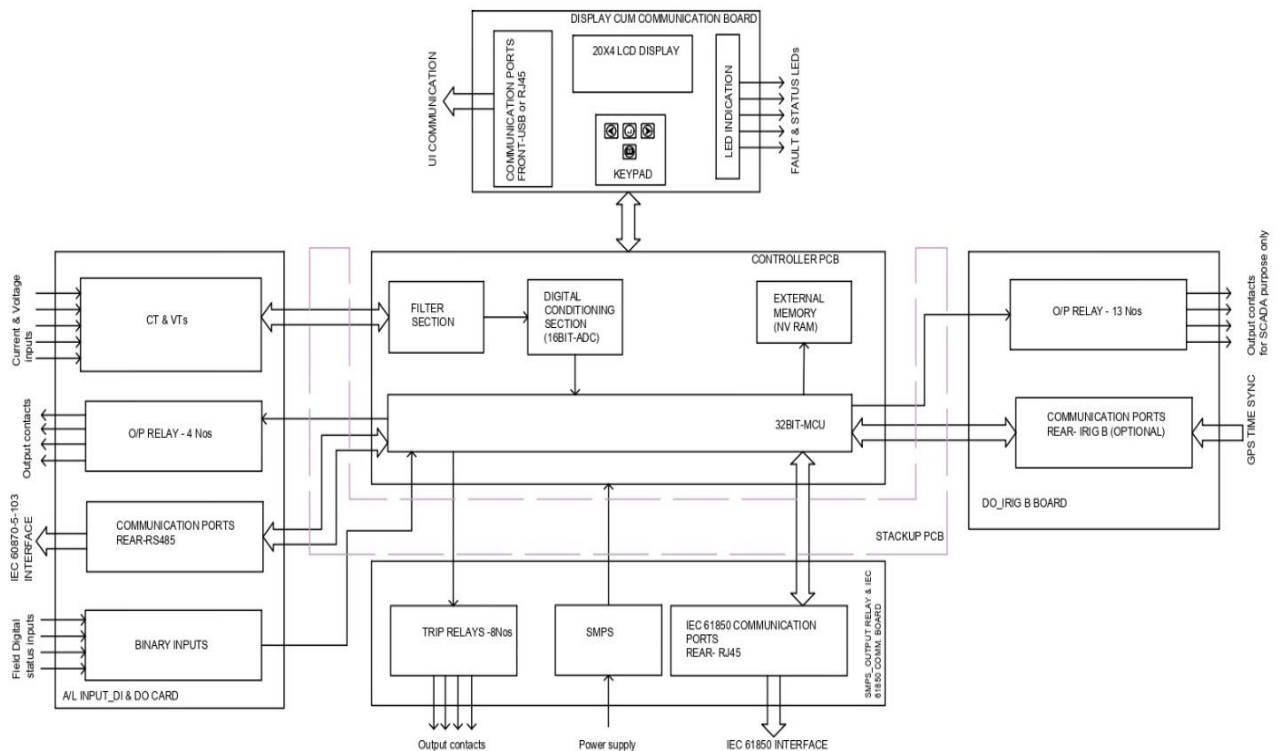 DISPLAY CUM COMMUNICATION BOARD
UI COMMUNICATION
COMMUNICATION PORTS
FRONT-USB or RJ45
20X4 LCD DISPLAY
KEYPAD
LED INDICATION
FAULT & STATUS LEDs
Current & Voltage
inputs
CT & VTs
Output contacts
O/P RELAY - 4 Nos
IEC 60870-5-103
INTERFACE
COMMUNICATION PORTS
REAR-RS485
Field Digital
status inputs
BINARY INPUTS
A/L INPUT_DI & DO CARD
CONTROLLER PCB
FILTER
SECTION
DIGITAL
CONDITIONING
SECTION
(16BIT-ADC)
EXTERNAL
MEMORY
(NV RAM)
32BIT-MCU
STACKUP PCB
O/P RELAY - 13 Nos
Output contacts
for SCADA purpose only
COMMUNICATION PORTS
REAR- IRIG B (OPTIONAL)
GPS TIME SYNC
DO_IRIG B BOARD
TRIP RELAYS -8Nos
SMPS
IEC 61850 COMMUNICATION
PORTS
REAR- RJ45
SMPS_OUTPUT RELAY & IEC
61850 COMM. BOARD
Output contacts
Power supply
IEC 61850 INTERFACE